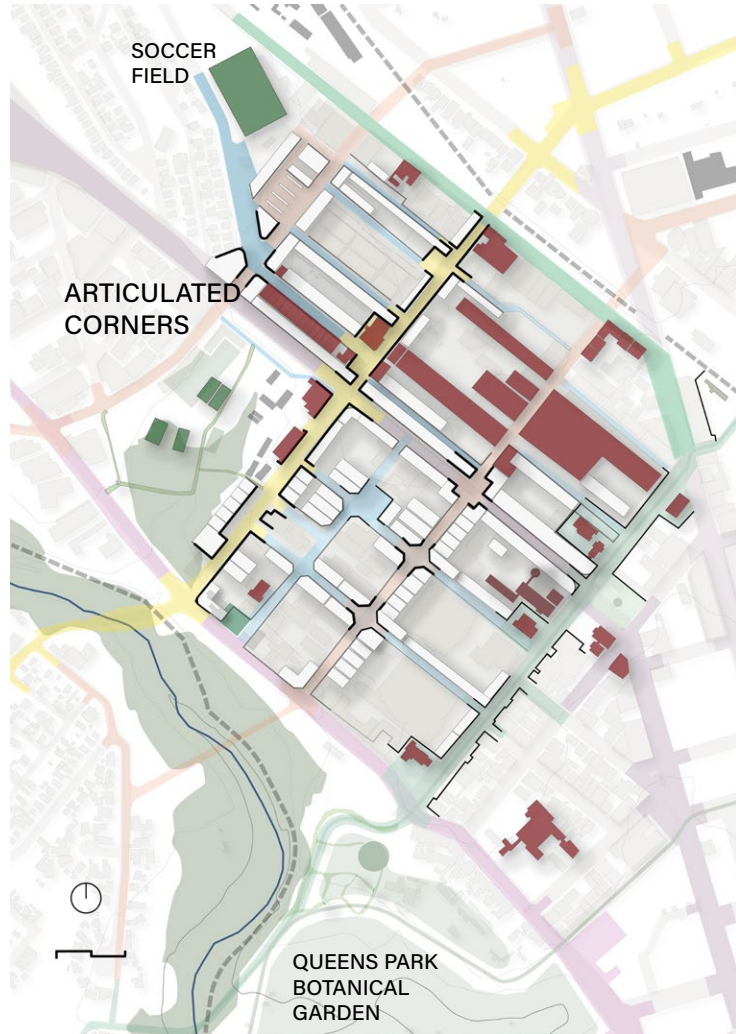 SOCCER
FIELD
ARTICULATED
CORNERS
QUEENS PARK
BOTANICAL
GARDEN